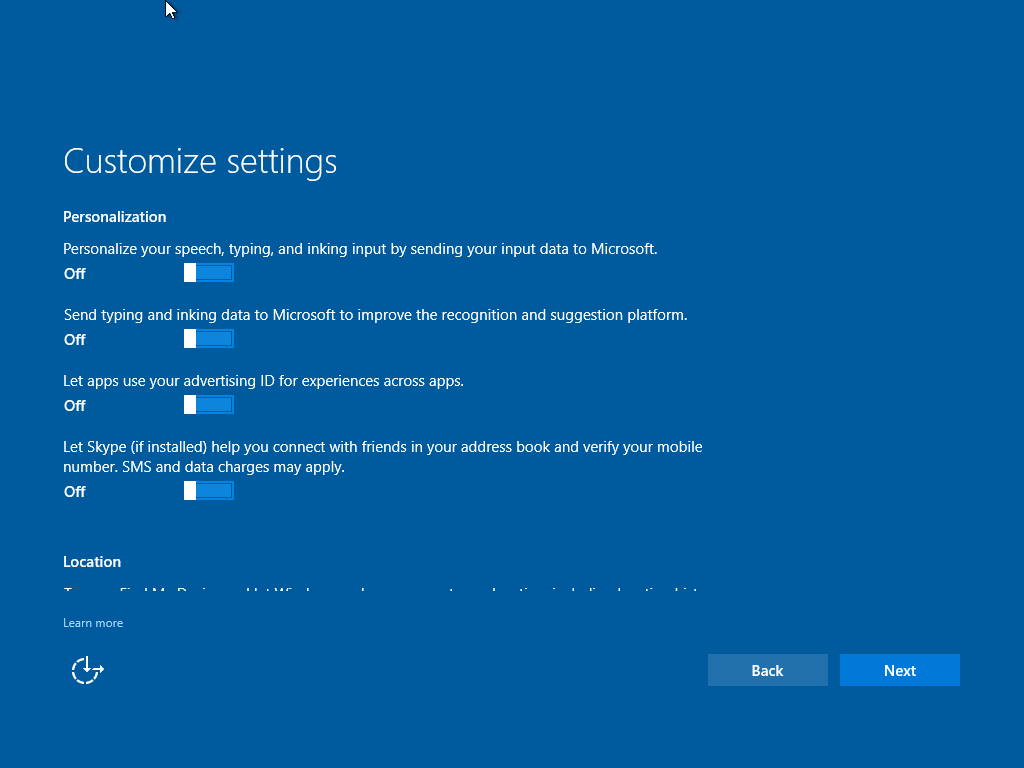 Customize settings
Personalization
Personalize your speech, typing, and inking input by sending your input data to Microsoft.
Off
Send typing and inking data to Microsoft to improve the recognition and suggestion platform.
Off
Let apps use your advertising ID for experiences across apps.
Off
Let Skype (if installed) help you connect with friends in your address book and verify your mobile
number. SMS and data charges may apply.
Off
Location
Learn more
Back
Next